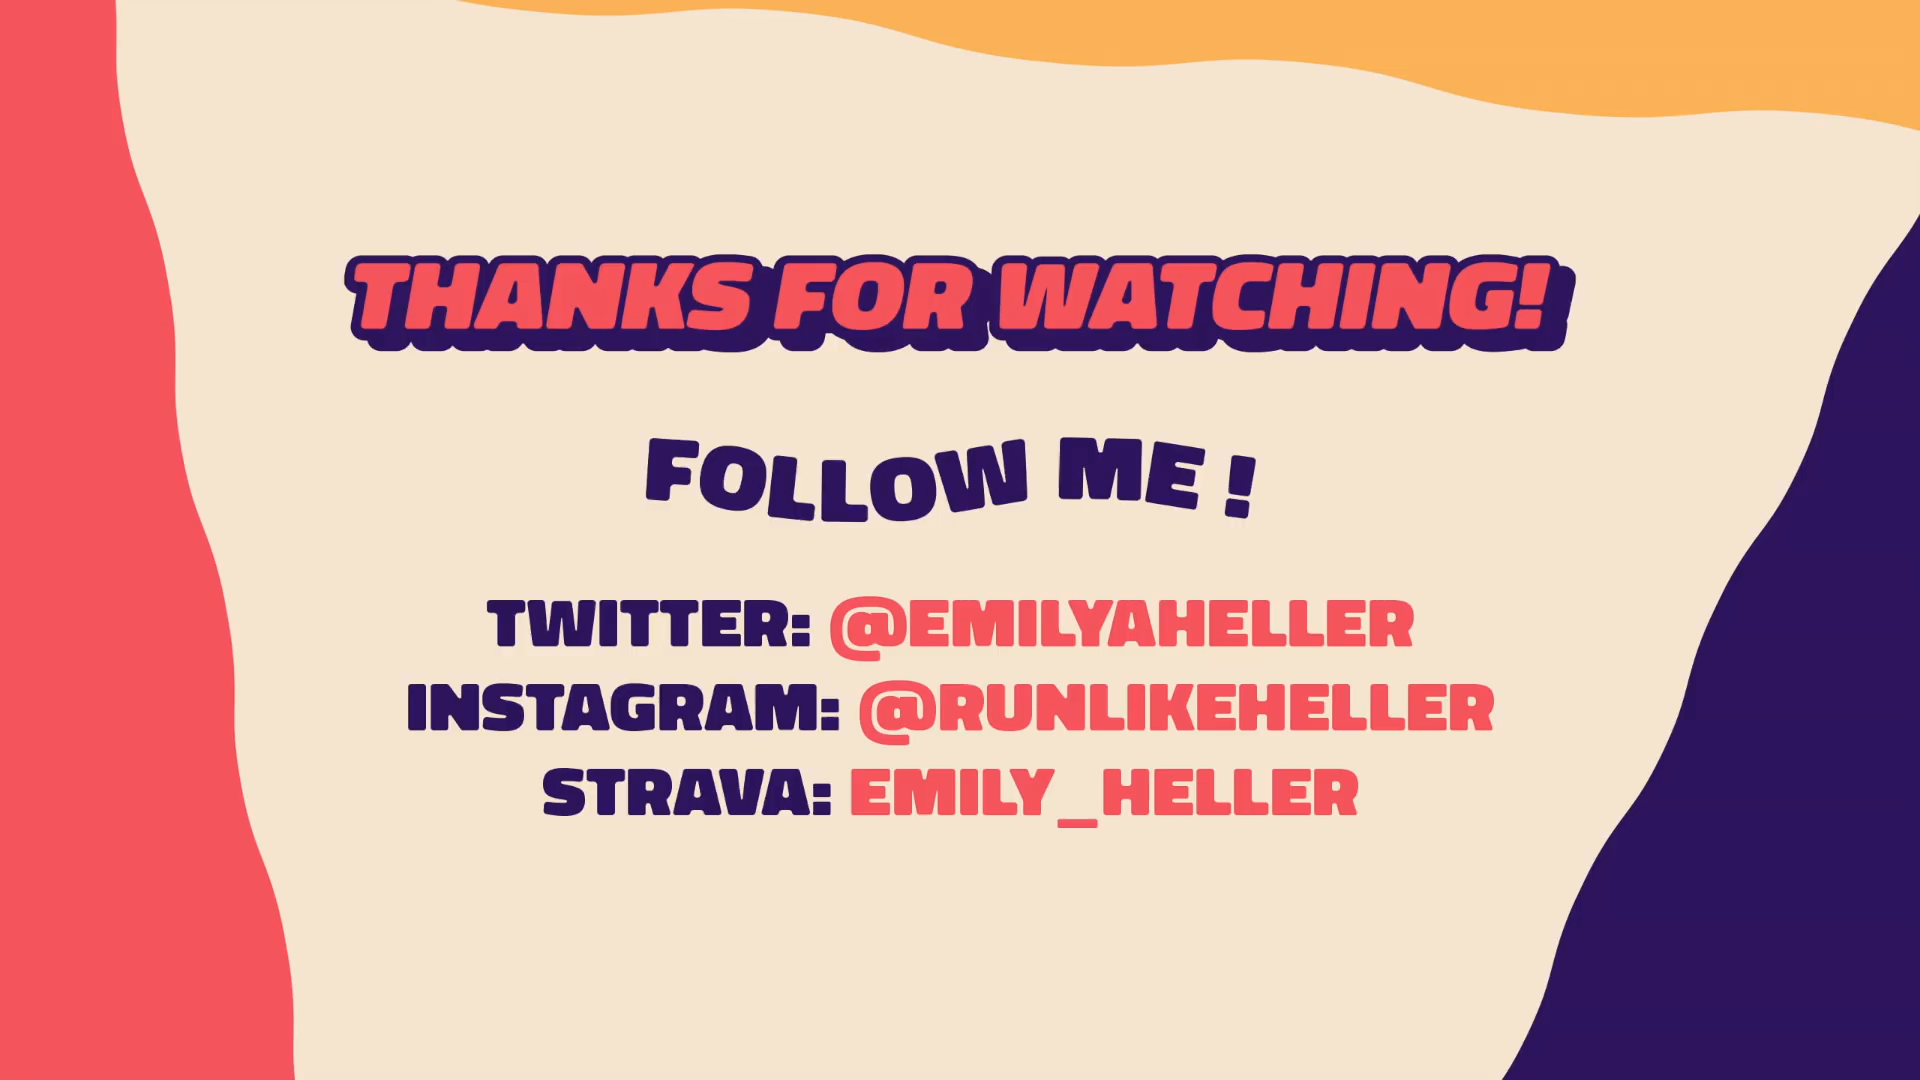 THANKS FOR WATCHING!
FOLLOW ME !
TWITTER: @EMILYAHELLER
INSTAGRAM: @RUNLIKEHELLER
STRAVA: EMILY_HELLER